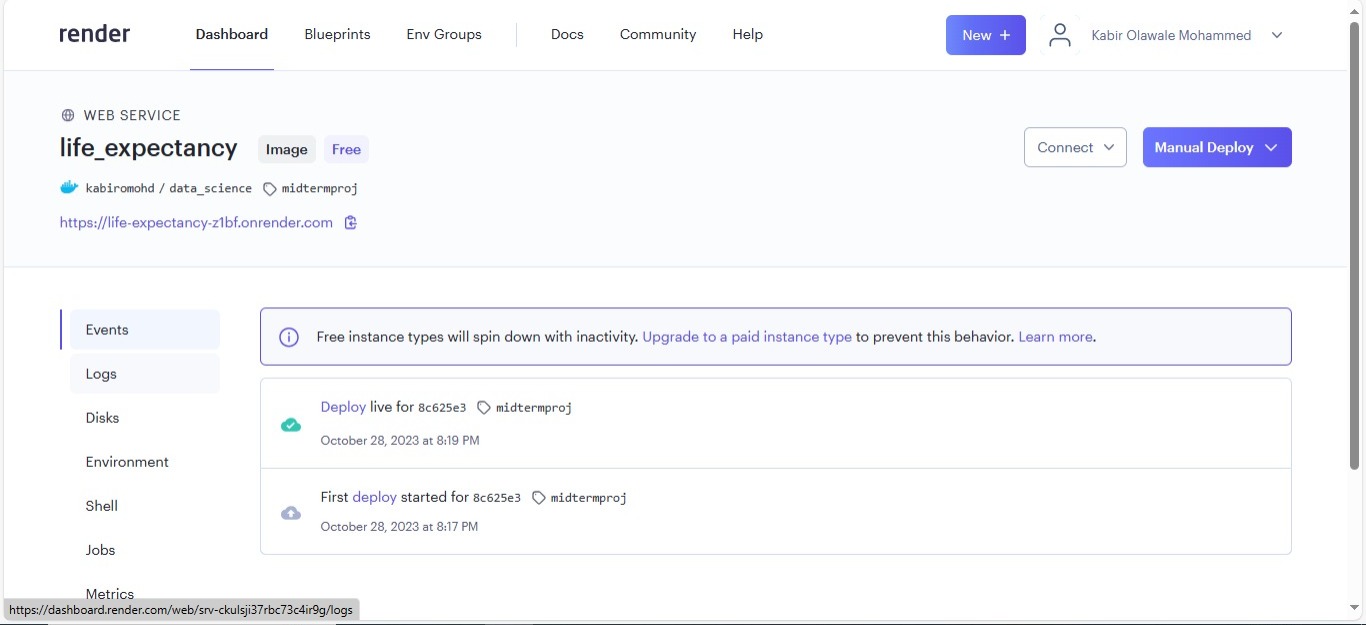 render Dashboard Blueprints Env Groups Docs Community Help New + Kabir Olawale Mohammed
WEB SERVICE
life_expectancy Image Free
Connect Manual Deploy
kabiromohd / data_science midtermproj
https://life-expectancy-z1bf.onrender.com
Events
Logs
Disks
Environment
Shell
Jobs
Metrics
Free instance types will spin down with inactivity. Upgrade to a paid instance type to prevent this behavior. Learn more.
Deploy live for 8c625e3 midtermproj
October 28, 2023 at 8:19 PM
First deploy started for 8c625e3 midtermproj
October 28, 2023 at 8:17 PM
https://dashboard.render.com/web/srv-ckulsji37rbc73c4ir9g/logs